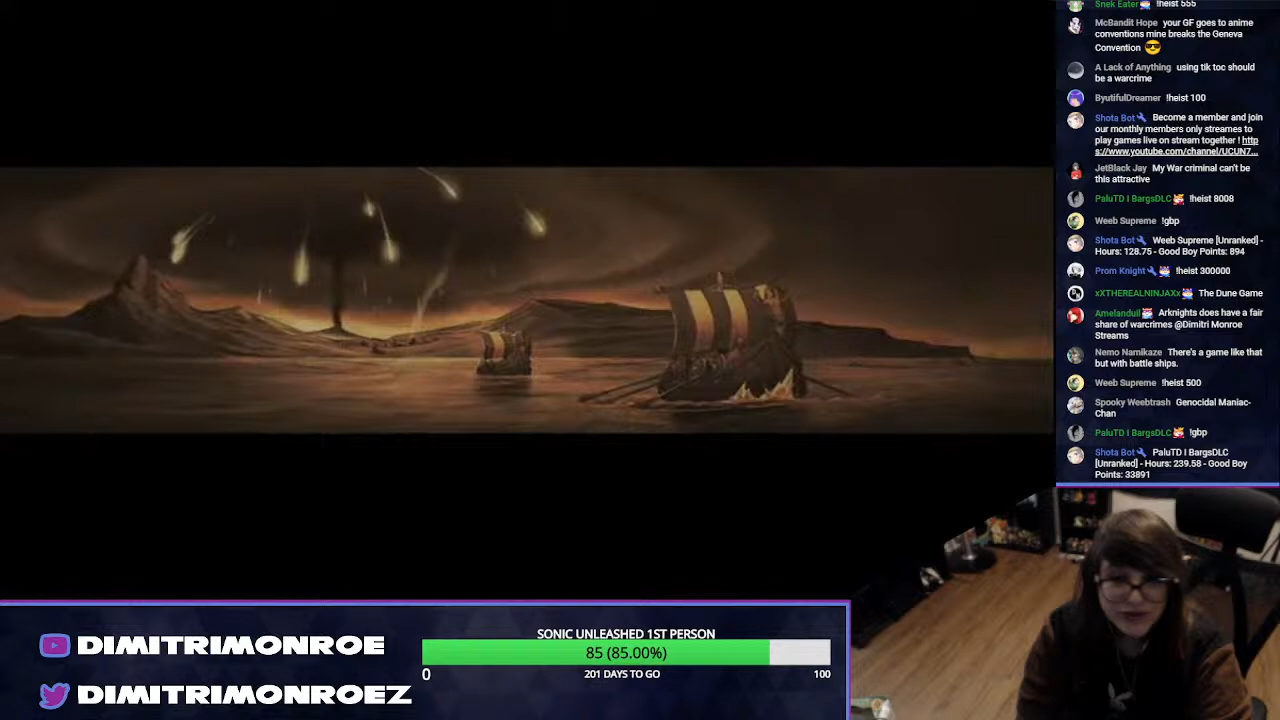 Snek Eater !heist 555
McBandit Hope your GF goes to anime
conventions mine breaks the Geneva
Convention 😎
A Lack of Anything using tik toc should
be a warcrime
ByutifulDreamer !heist 100
Shota Bot Become a member and join
our monthly members only streames to
play games live on stream together ! http
s://www.youtube.com/channel/UCUN7...
JetBlack Jay My War criminal can't be
this attractive
PaluTD I BargsDLC !heist 8008
Weeb Supreme !gbp
Shota Bot Weeb Supreme [Unranked] -
Hours: 128.75 - Good Boy Points: 894
Prom Knight !heist 300000
xXTHEREALNINJAXx The Dune Game
Amelanduil Arknights does have a fair
share of warcrimes @Dimitri Monroe
Streams
Nemo Namikaze There's a game like that
but with battle ships.
Weeb Supreme !heist 500
Spooky Weebtrash Genocidal Maniac-
Chan
PaluTD I BargsDLC !gbp
Shota Bot PaluTD I BargsDLC
[Unranked] - Hours: 239.58 - Good Boy
Points: 33891
DIMITRIMONROE
DIMITRIMONROEZ
SONIC UNLEASHED 1ST PERSON
85 (85.00%)
0 201 DAYS TO GO 100